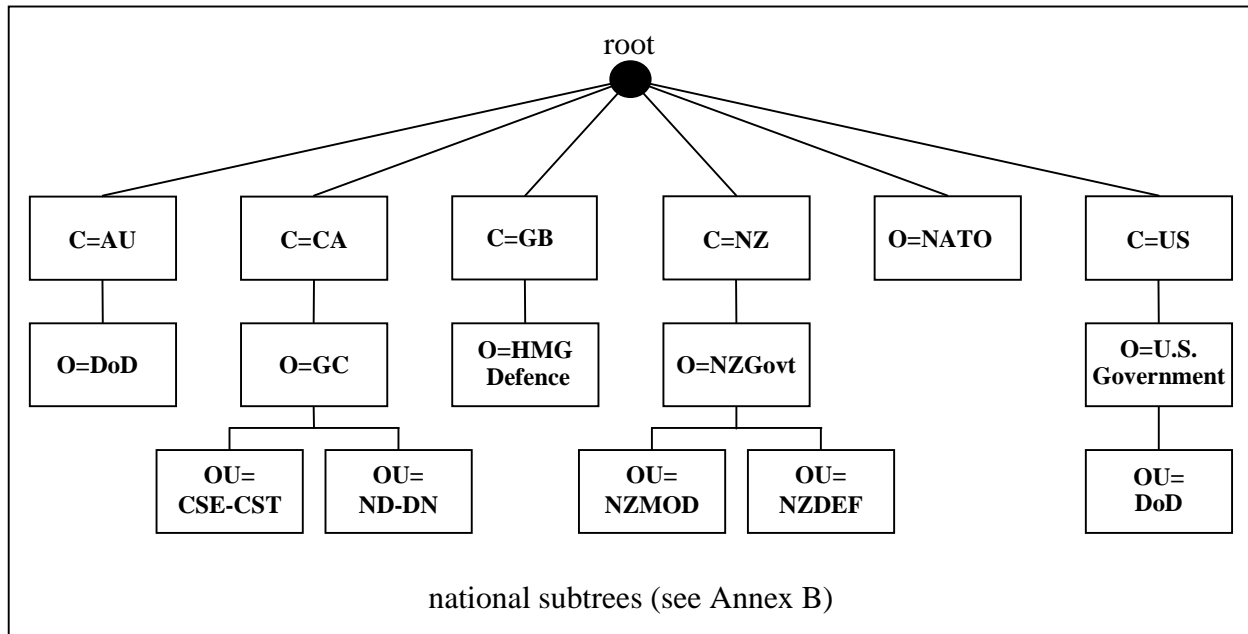 root
C=AU
C=CA
C=GB
C=NZ
O=NATO
C=US
O=DoD
O=GC
O=HMG
Defence
O=NZGovt
O=U.S.
Government
OU=
CSE-CST
OU=
ND-DN
OU=
NZMOD
OU=
NZDEF
OU=
DoD
national subtrees (see Annex B)